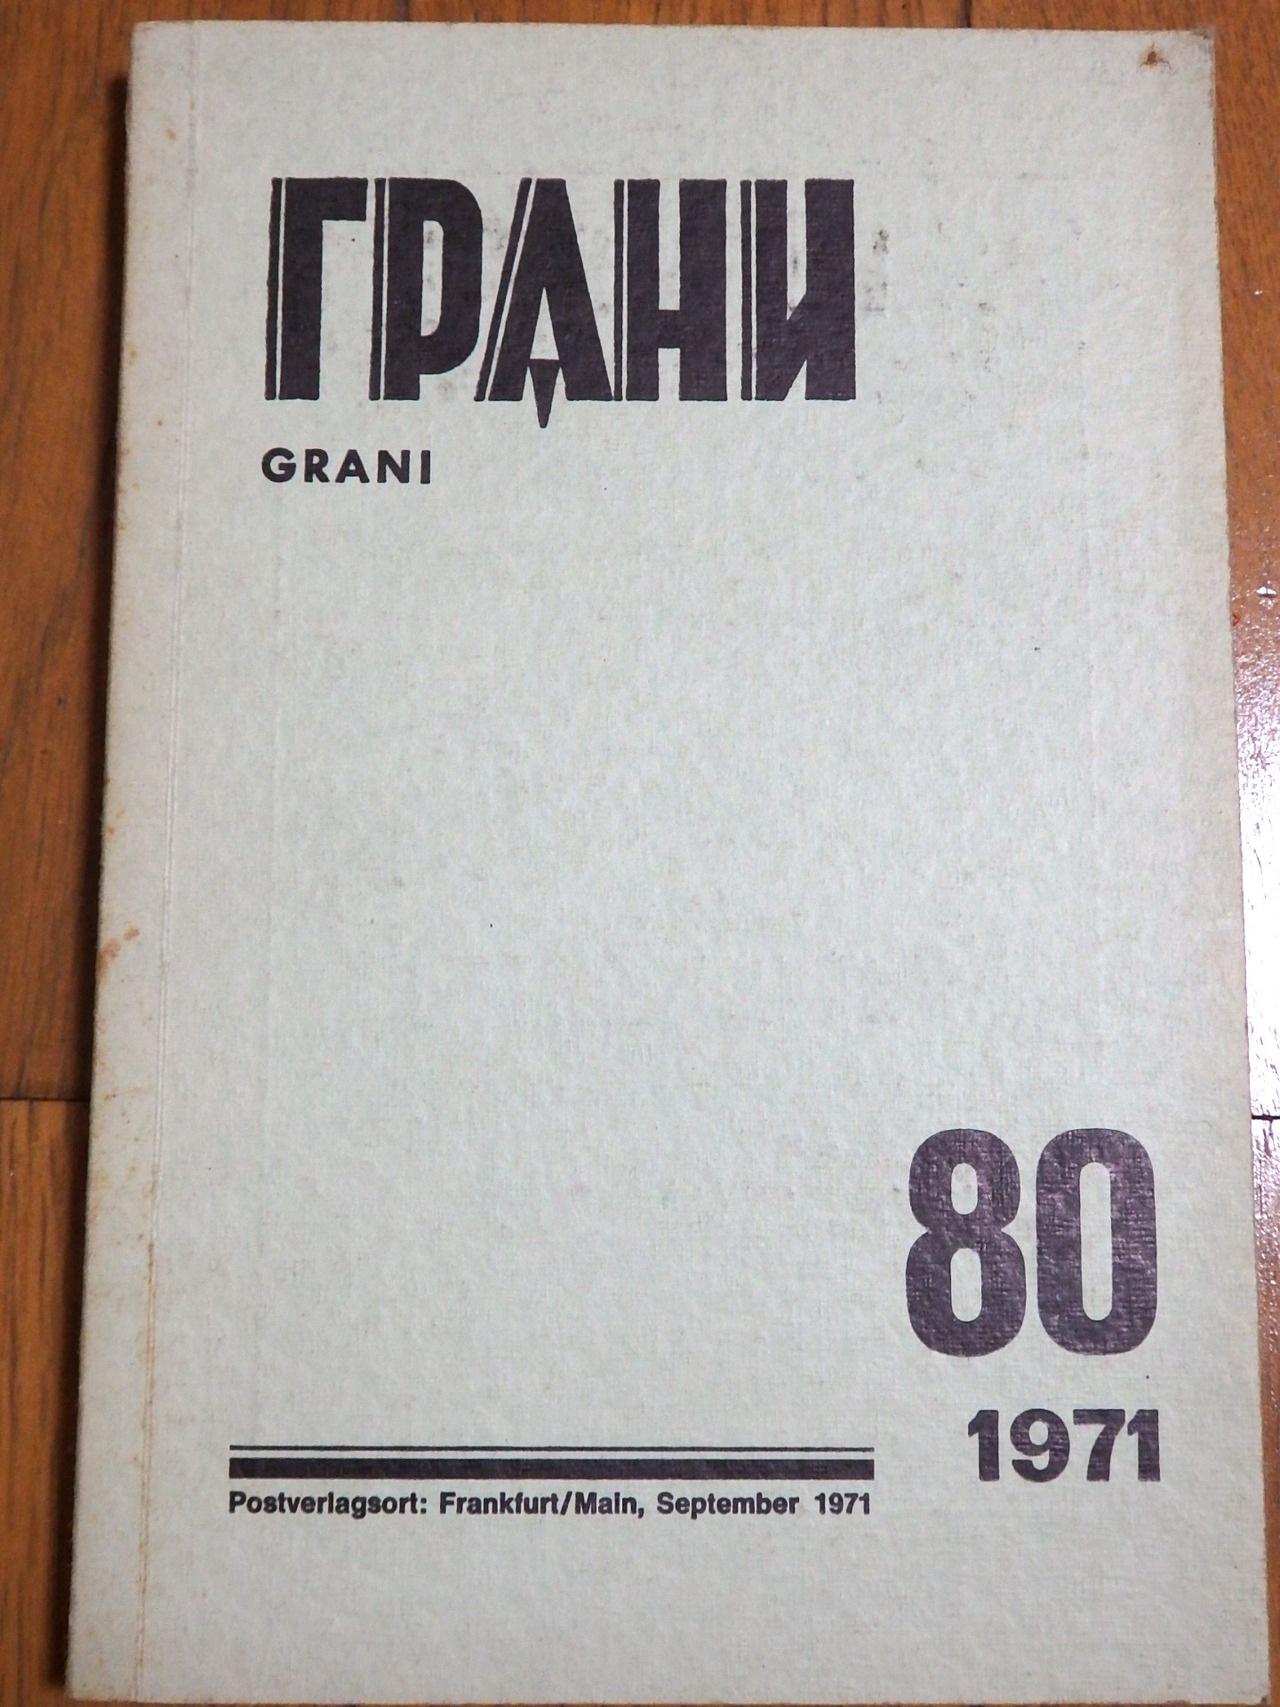 ГРАНИ
GRANI
80
1971
Postverlagsort: Frankfurt/Main, September 1971